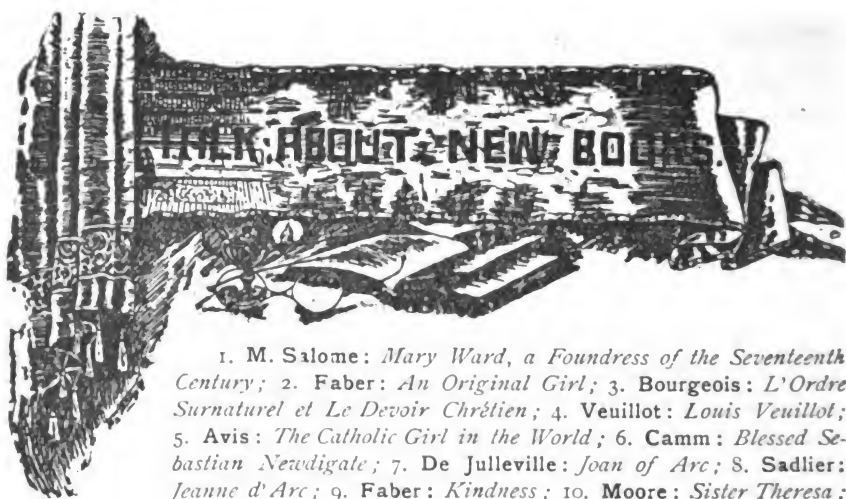 TALK ABOUT NEW BOOKS.
1. M. Salome: Mary Ward, a Foundress of the Seventeenth
Century; 2. Faber: An Original Girl; 3. Bourgeois: L'Ordre
Surnaturel et Le Devoir Chrétien; 4. Veuillot: Louis Veuillot;
5. Avis: The Catholic Girl in the World; 6. Camm: Blessed Se-
bastian Newdigate; 7. De Julleville: Joan of Arc; 8. Sadlier:
Jeanne d'Arc; 9. Faber: Kindness; 10. Moore: Sister Theresa;